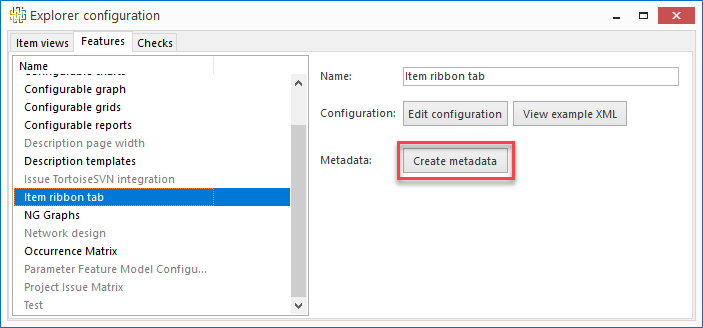 Explorer configuration
Item views Features Checks
Name
Configurable charts
Configurable graph
Configurable grids
Configurable reports
Description page width
Description templates
Issue TortoiseSVN integration
Item ribbon tab
NG Graphs
Network design
Occurrence Matrix
Parameter Feature Model Configu...
Project Issue Matrix
Test
Name: Item ribbon tab
Configuration: Edit configuration View example XML
Metadata: Create metadata